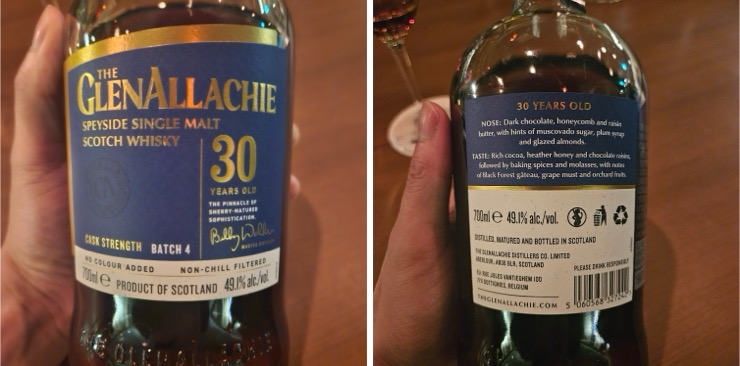 THE
GLENALLACHIE
SPEYSIDE SINGLE MALT
SCOTCH WHISKY
30
YEARS OLD
THE PINNACLE OF
SHERRY-MATURED
SOPHISTICATION.
CASK STRENGTH BATCH 4
NO COLOUR ADDED NON-CHILL FILTERED
700ml e PRODUCT OF SCOTLAND 49.1% alc./vol.
30 YEARS OLD
NOSE: Dark chocolate, honeycomb and raisin
butter, with hints of muscovado sugar, plum syrup
and glazed almonds.
TASTE: Rich cocoa, heather honey and chocolate raisins,
followed by baking spices and molasses, with notes
of Black Forest gâteau, grape must and orchard fruits.
700ml e 49.1% alc./vol.
DISTILLED, MATURED AND BOTTLED IN SCOTLAND
THE GLENALLACHIE DISTILLERS CO. LIMITED
ABERLOUR, AB38 9LR, SCOTLAND
PLEASE DRINK RESPONSIBLY
BELGIUM
THEGLENALLACHIE.COM